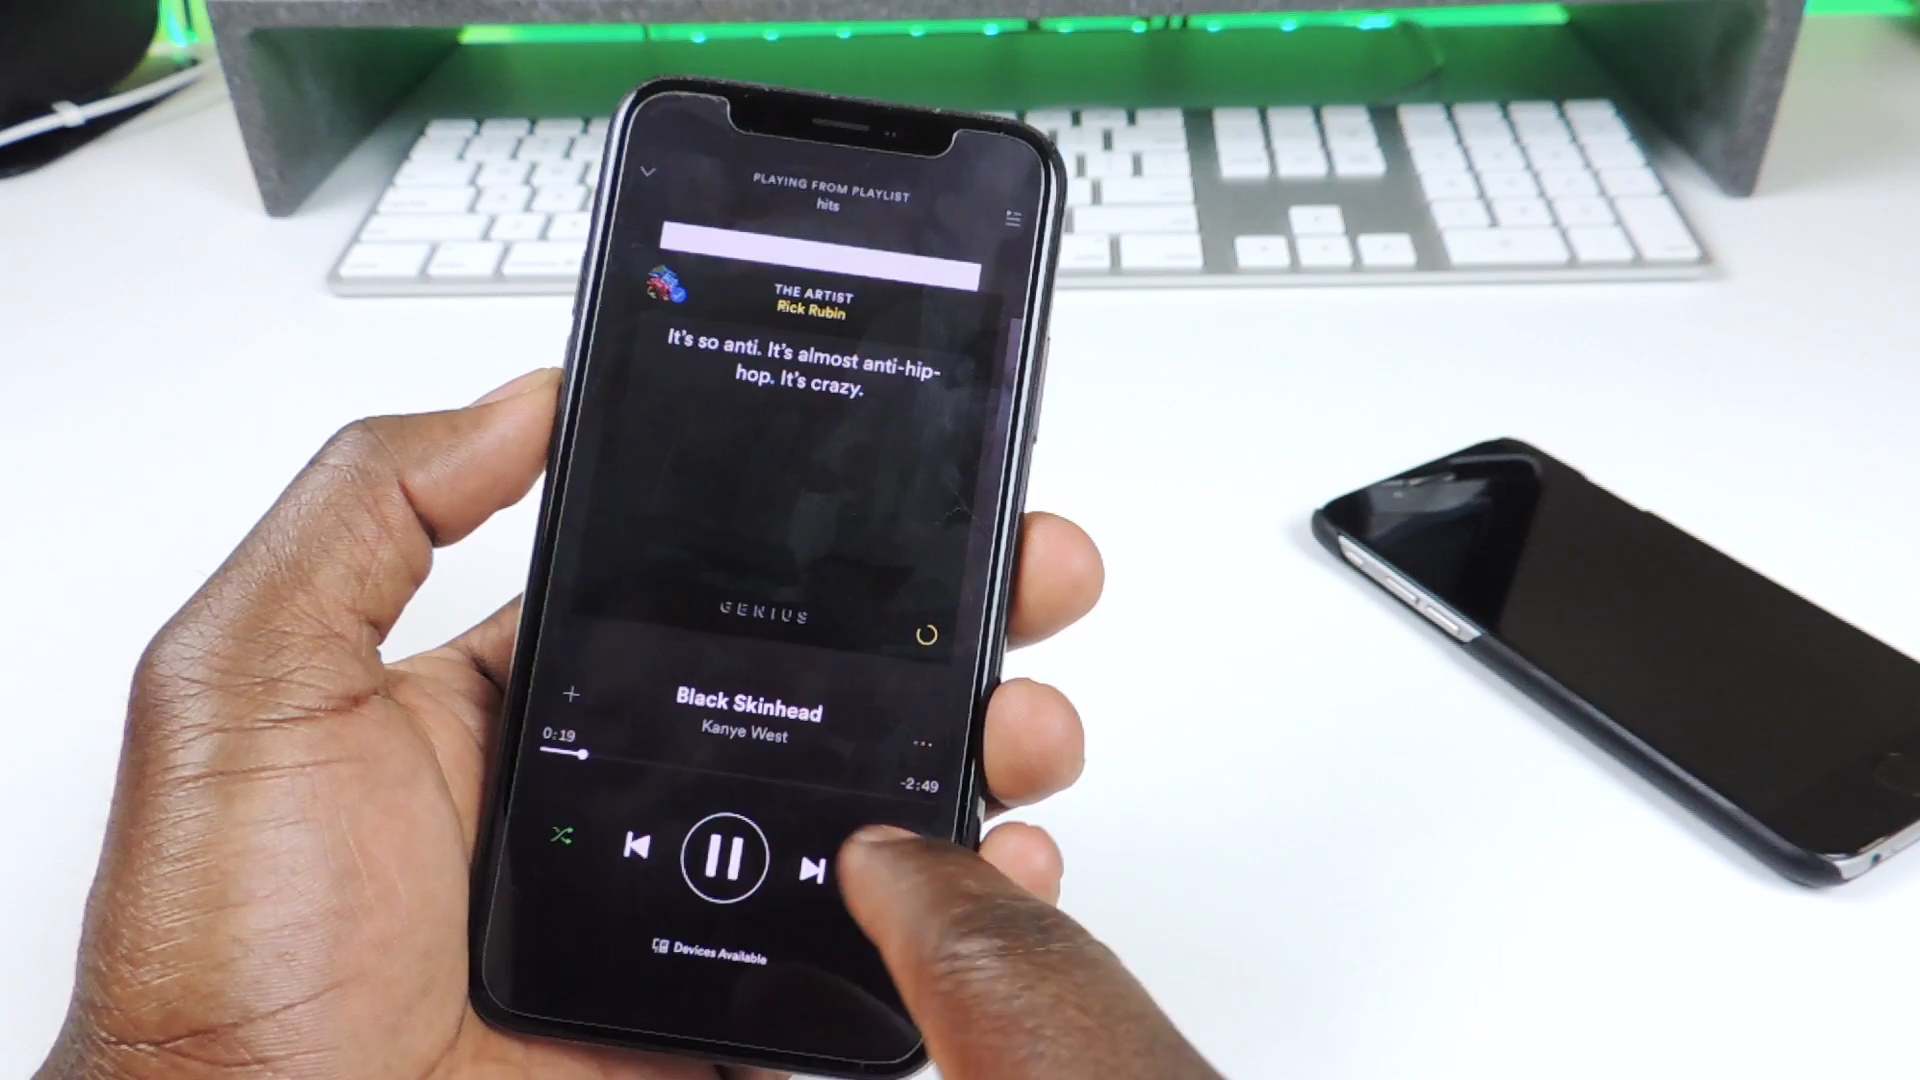 PLAYING FROM PLAYLIST
hits
THE ARTIST
Rick Rubin
It's so anti. It's almost anti-hip-
hop. It's crazy.
GENIUS
Black Skinhead
Kanye West
0:19
-2:49
Devices Available